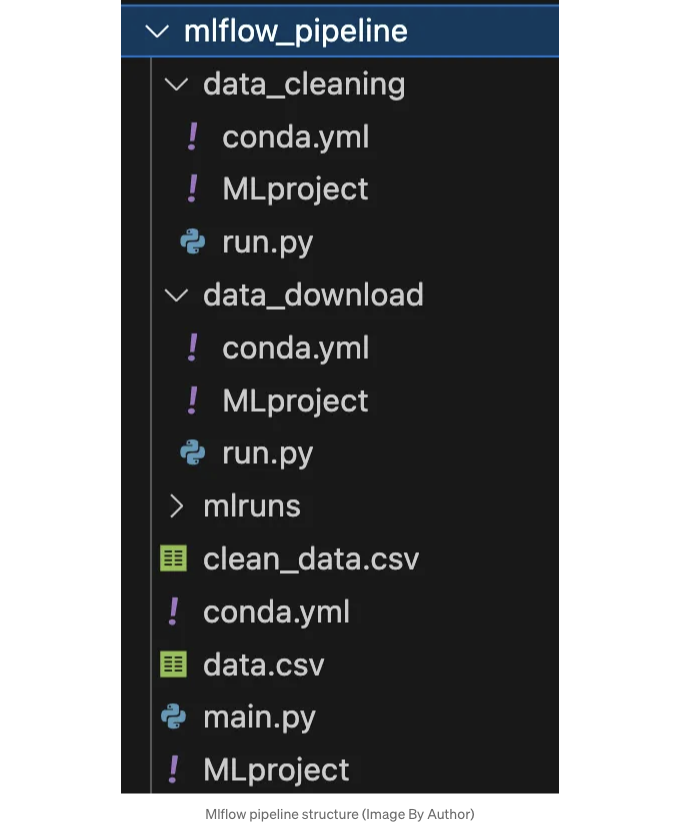 mlflow_pipeline
data_cleaning
! conda.yml
! MLproject
run.py
data_download
! conda.yml
! MLproject
run.py
mlruns
clean_data.csv
! conda.yml
data.csv
main.py
! MLproject
Mlflow pipeline structure (Image By Author)